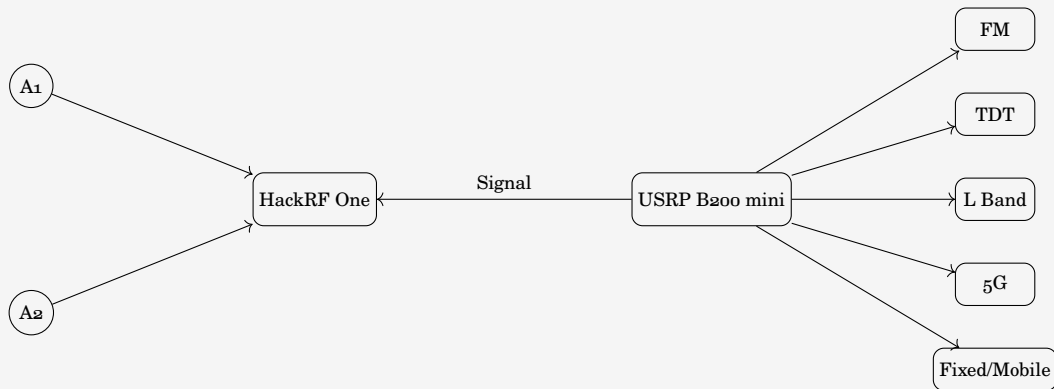 FM
A1
TDT
Signal
HackRF One
USRP B200 mini
L Band
5G
A2
Fixed/Mobile